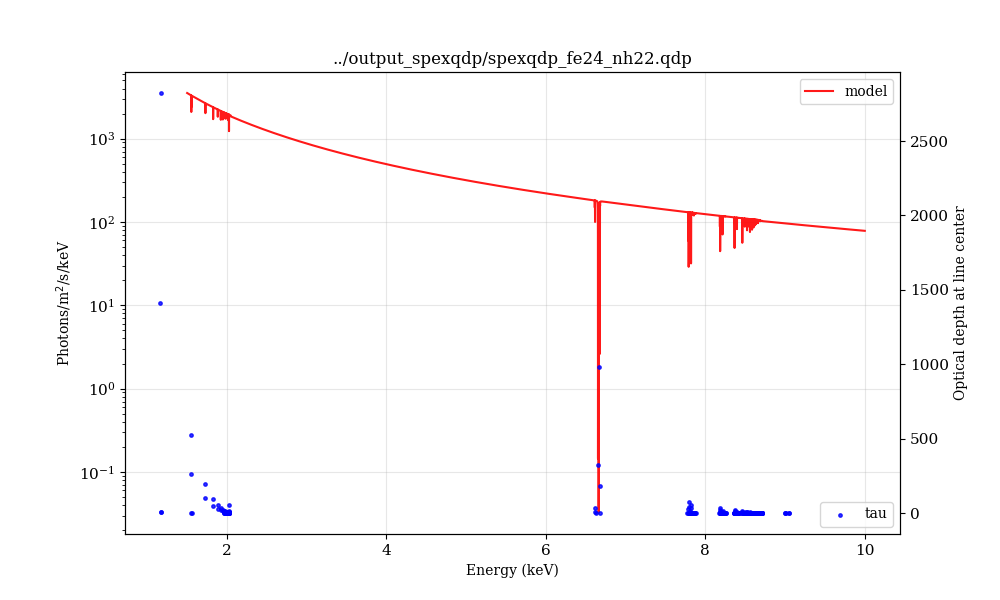 ../output_spexqdp/spexqdp_fe24_nh22.qdp
model
10³
10²
10¹
10⁰
10⁻¹
Photons/m²/s/keV
2500
2000
1500
1000
500
0
Optical depth at line center
tau
2
4
6
8
10
Energy (keV)